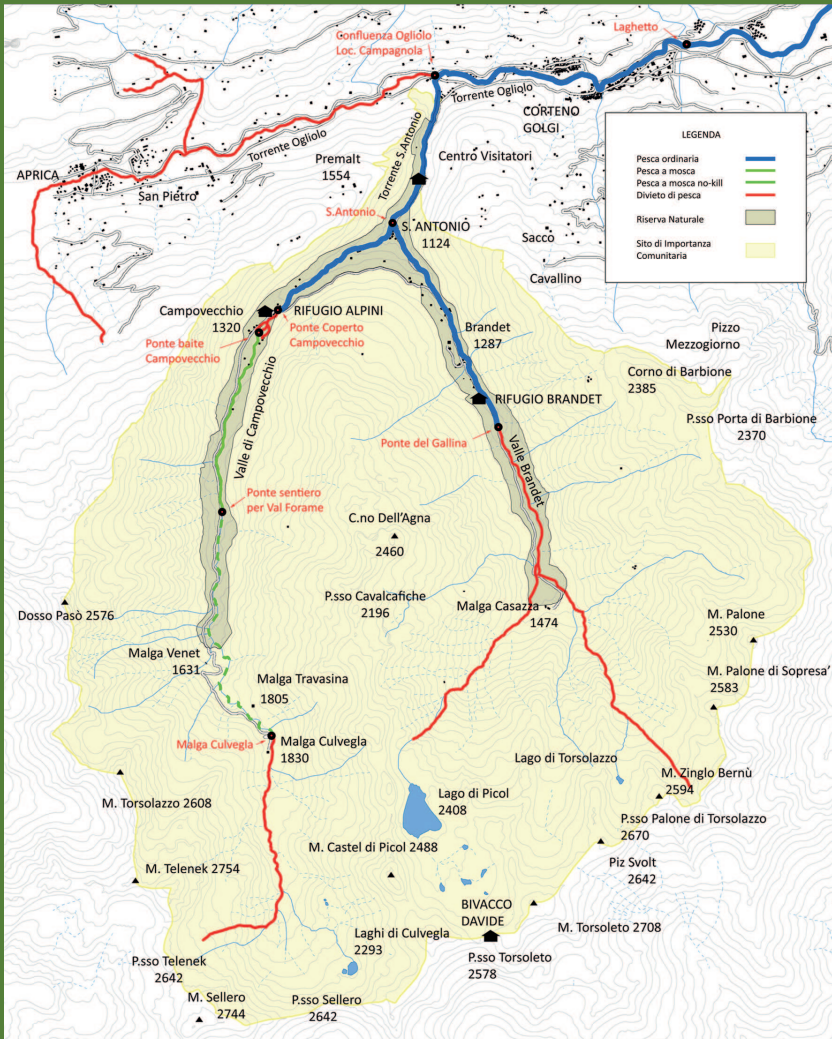 Confluenza Ogliolo
Loc. Campagnola
Laghetto
Torrente Ogliolo
CORTENO
GOLGI
Torrente Ogliolo
APRICA
San Pietro
Premalt
1554
Torrente S.Antonio
Centro Visitatori
S.Antonio
S. ANTONIO
1124
Sacco
Cavallino
LEGENDA
Pesca ordinaria
Pesca a mosca
Pesca a mosca no-kill
Divieto di pesca
Riserva Naturale
Sito di Importanza
Comunitaria
Campovecchio
1320
RIFUGIO ALPINI
Ponte Coperto
Campovecchio
Ponte baite
Campovecchio
Valle di Campovecchio
Brandet
1287
Pizzo
Mezzogiorno
Corno di Barbione
2385
P.sso Porta di Barbione
2370
RIFUGIO BRANDET
Ponte del Gallina
Valle Brandet
Ponte sentiero
per Val Forame
C.no Dell'Agna
2460
P.sso Cavalcafiche
2196
Malga Casazza
1474
Dosso Pasò 2576
Malga Venet
1631
Malga Travasina
1805
Malga Culvegla
Malga Culvegla
1830
M. Palone
2530
M. Palone di Sopresa'
2583
Lago di Torsolazzo
M. Zinglo Bernù
2594
M. Torsolazzo 2608
Lago di Picol
2408
P.sso Palone di Torsolazzo
2670
M. Castel di Picol 2488
Piz Svolt
2642
M. Telenek 2754
BIVACCO
DAVIDE
M. Torsoleto 2708
Laghi di Culvegla
2293
P.sso Torsoleto
2578
P.sso Telenek
2642
M. Sellero
2744
P.sso Sellero
2642